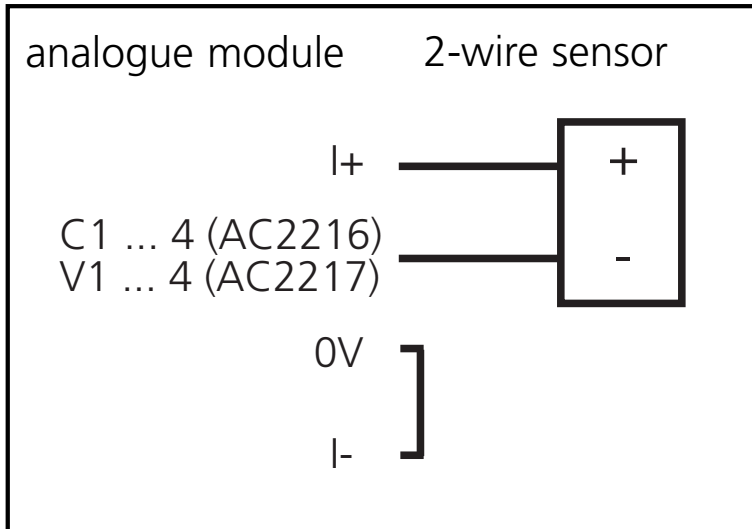 analogue module 2-wire sensor
I+ +
C1 ... 4 (AC2216)
V1 ... 4 (AC2217)
-
0V
I-